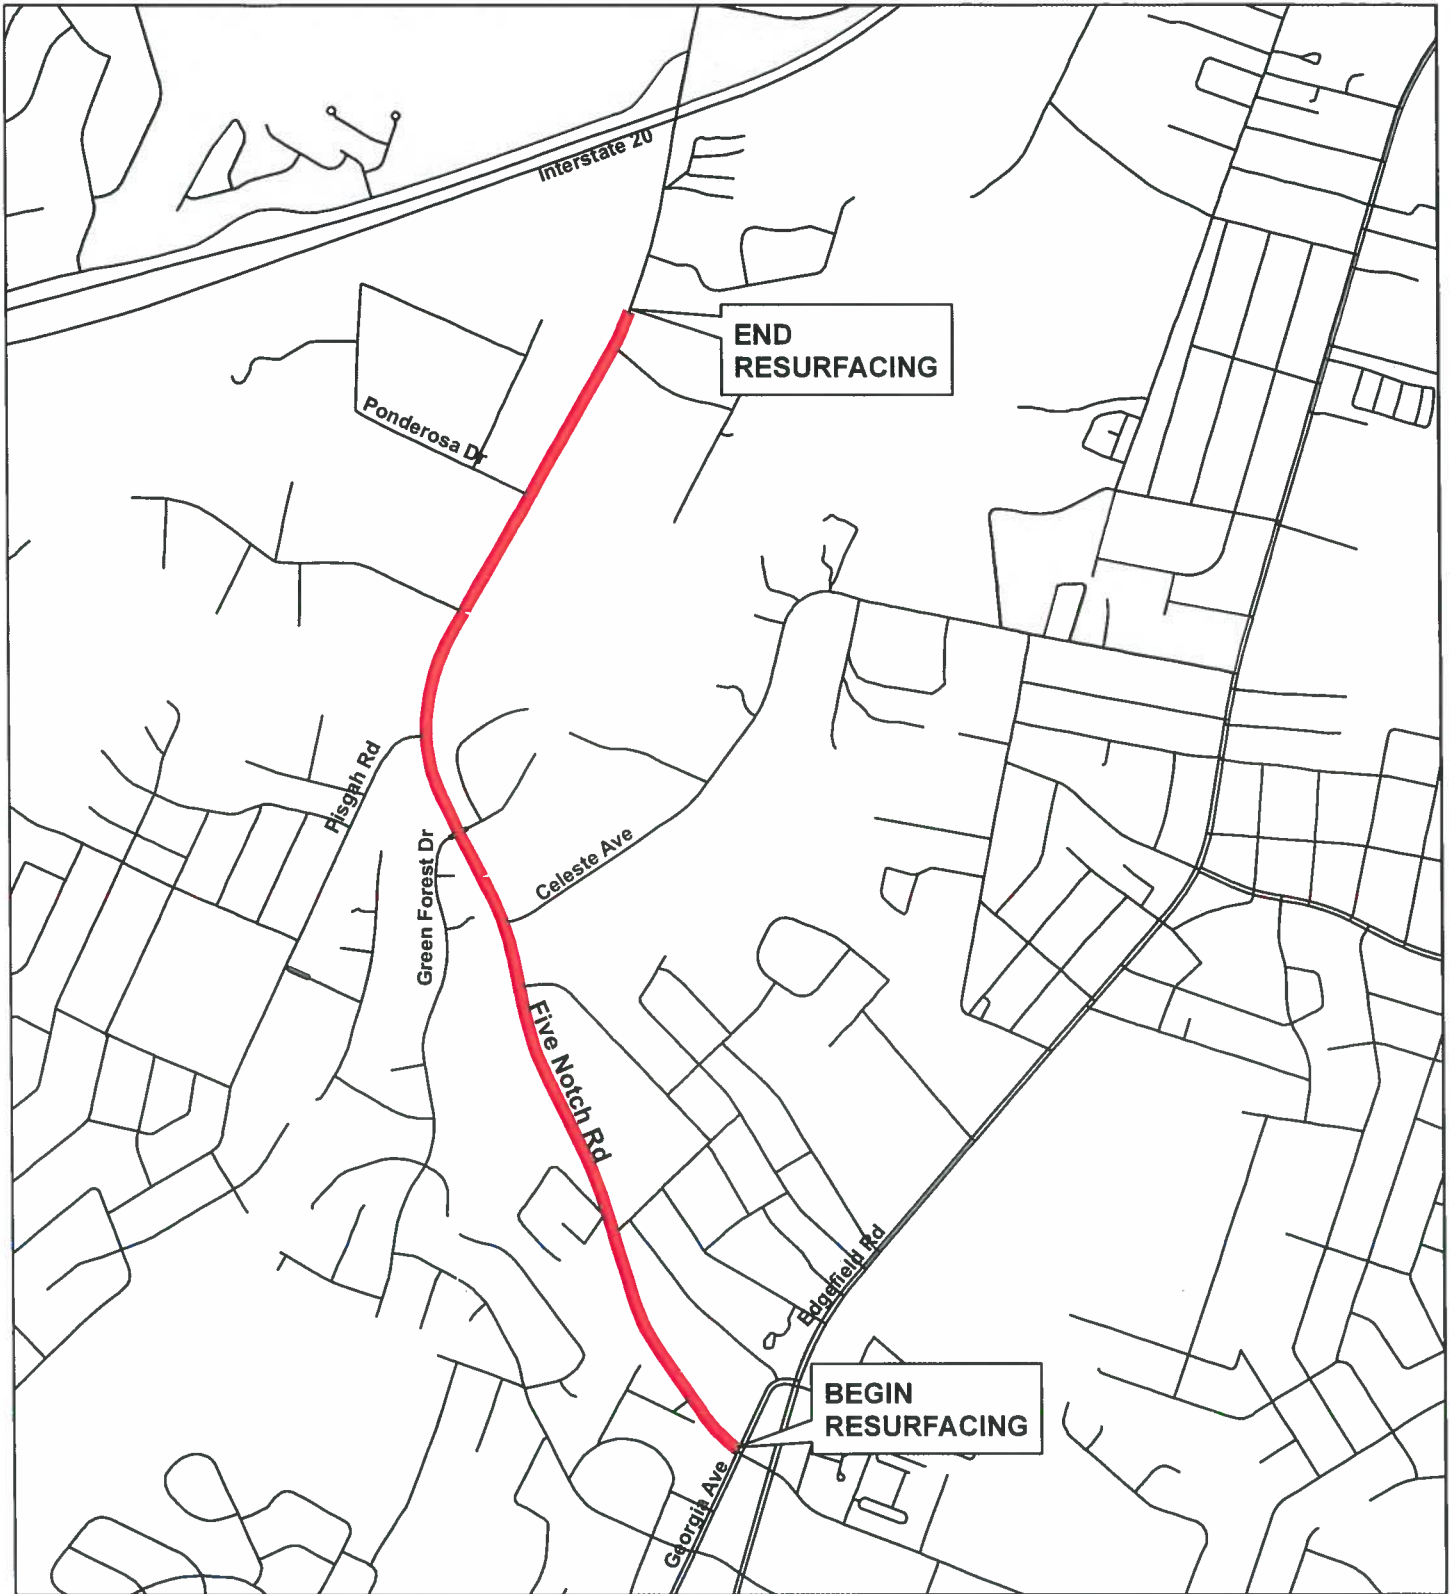 Interstate 20
END
RESURFACING
Ponderosa Dr
Pisgah Rd
Green Forest Dr
Celeste Ave
Five Notch Rd
Edgefield Rd
BEGIN
RESURFACING
Georgia Ave